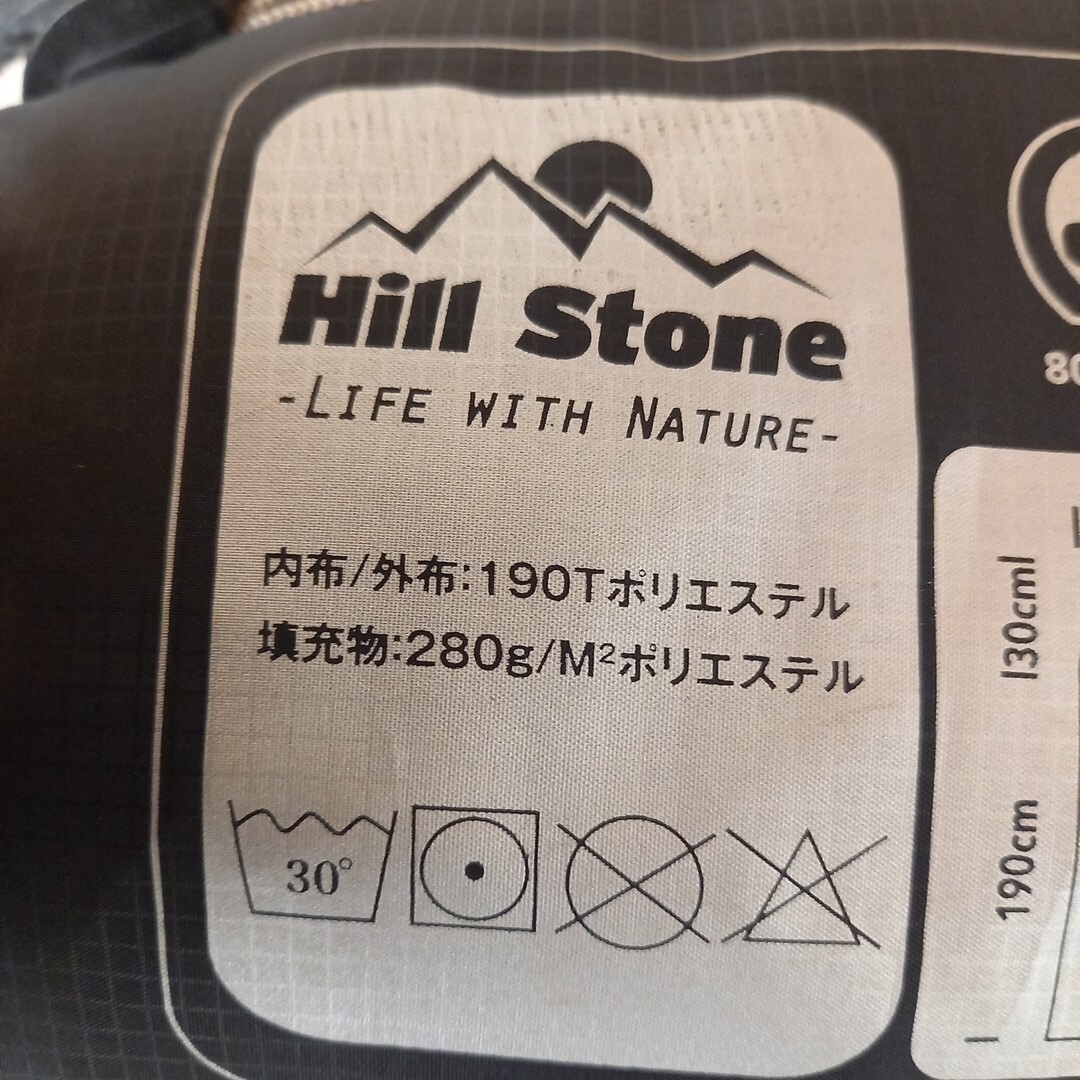 Hill Stone
-LIFE WITH NATURE-
内布/外布:190Tポリエステル
填充物:280g/M²ポリエステル
30°
190cm